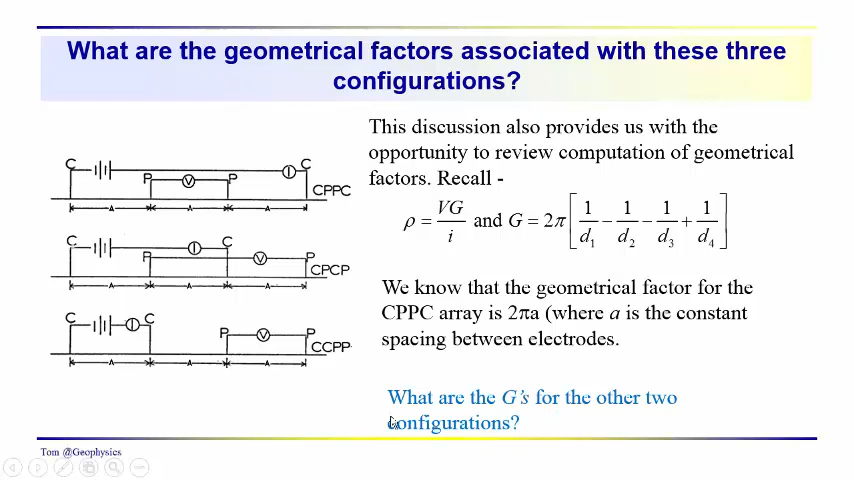 What are the geometrical factors associated with these three
configurations?
This discussion also provides us with the
opportunity to review computation of geometrical
factors. Recall -
ρ = VG/i and G = 2π[1/d₁ − 1/d₂ − 1/d₃ + 1/d₄]
We know that the geometrical factor for the
CPPC array is 2πa (where a is the constant
spacing between electrodes.
What are the G's for the other two
configurations?
C I C
P V P
CPPC
A A A
C I C
P V P
CPCP
A A A
C I C P V P
CCPP
A A A
Tom @Geophysics